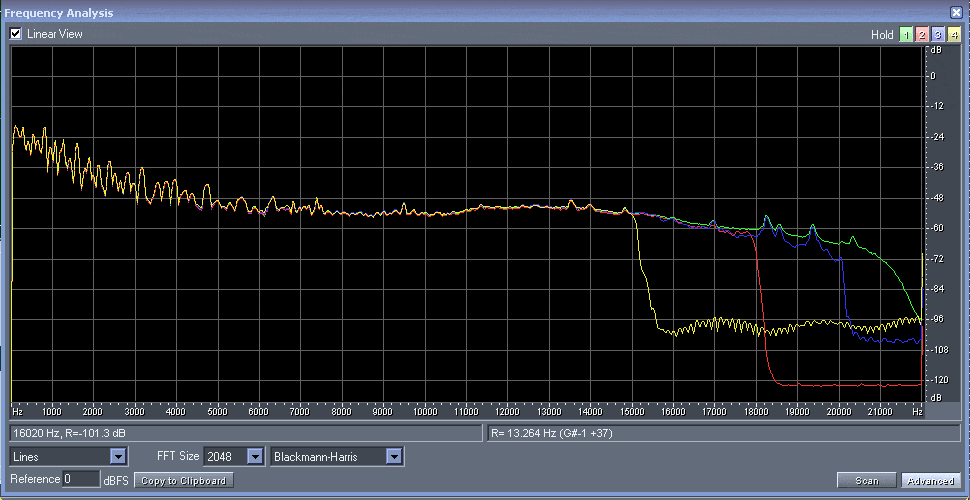 Frequency Analysis
Linear View
Hold 1 2 3 4
dB
-0
-12
-24
-36
-48
-60
-72
-84
-96
-108
-120
dB
Hz 1000 2000 3000 4000 5000 6000 7000 8000 9000 10000 11000 12000 13000 14000 15000 16000 17000 18000 19000 20000 21000 Hz
16020 Hz, R=-101.3 dB
R= 13.264 Hz (G#-1 +37)
Lines FFT Size 2048 Blackmann-Harris
Reference 0 dBFS Copy to Clipboard Scan Advanced